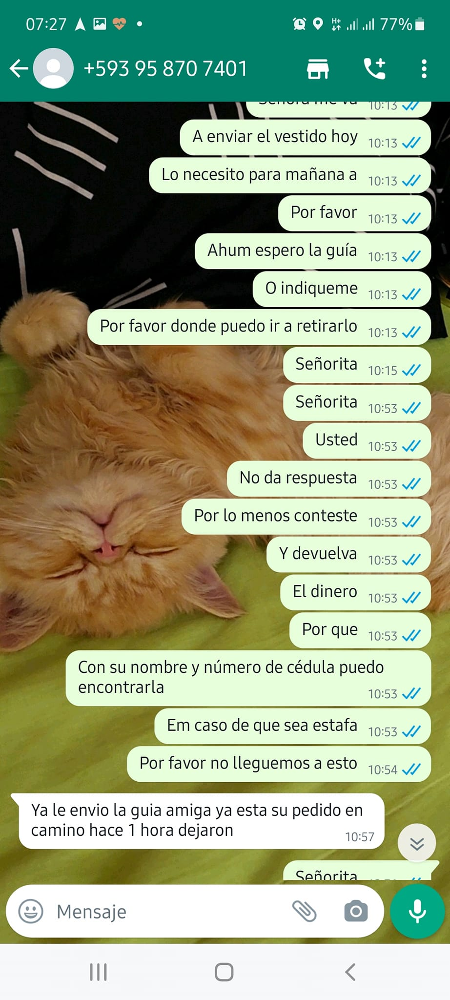 07:27
77%
+593 95 870 7401
10:13
A enviar el vestido hoy 10:13
Lo necesito para mañana a 10:13
Por favor 10:13
Ahum espero la guía 10:13
O indiqueme 10:13
Por favor donde puedo ir a retirarlo 10:13
Señorita 10:15
Señorita 10:53
Usted 10:53
No da respuesta 10:53
Por lo menos conteste 10:53
Y devuelva 10:53
El dinero 10:53
Por que 10:53
Con su nombre y número de cédula puedo
encontrarla 10:53
Em caso de que sea estafa 10:53
Por favor no lleguemos a esto 10:54
Ya le envio la guia amiga ya esta su pedido en
camino hace 1 hora dejaron 10:57
Señorita
Mensaje